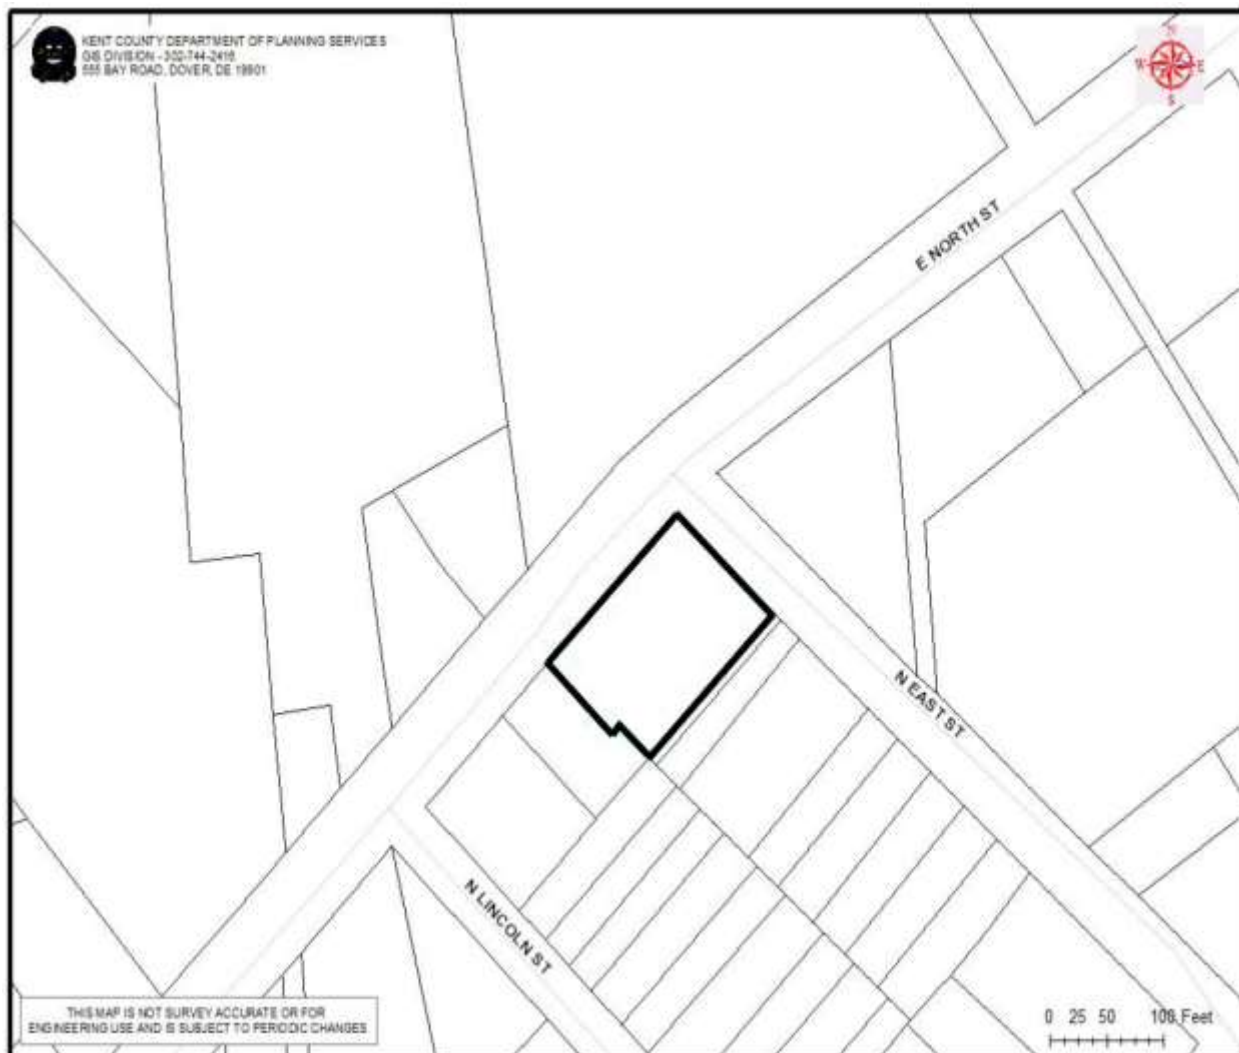 KENT COUNTY DEPARTMENT OF PLANNING SERVICES
GIS DIVISION - 302-744-2416
555 BAY ROAD, DOVER, DE 19901
N
W E
S
E NORTH ST
N EAST ST
N LINCOLN ST
THIS MAP IS NOT SURVEY ACCURATE OR FOR
ENGINEERING USE AND IS SUBJECT TO PERIODIC CHANGES
0 25 50 100 Feet